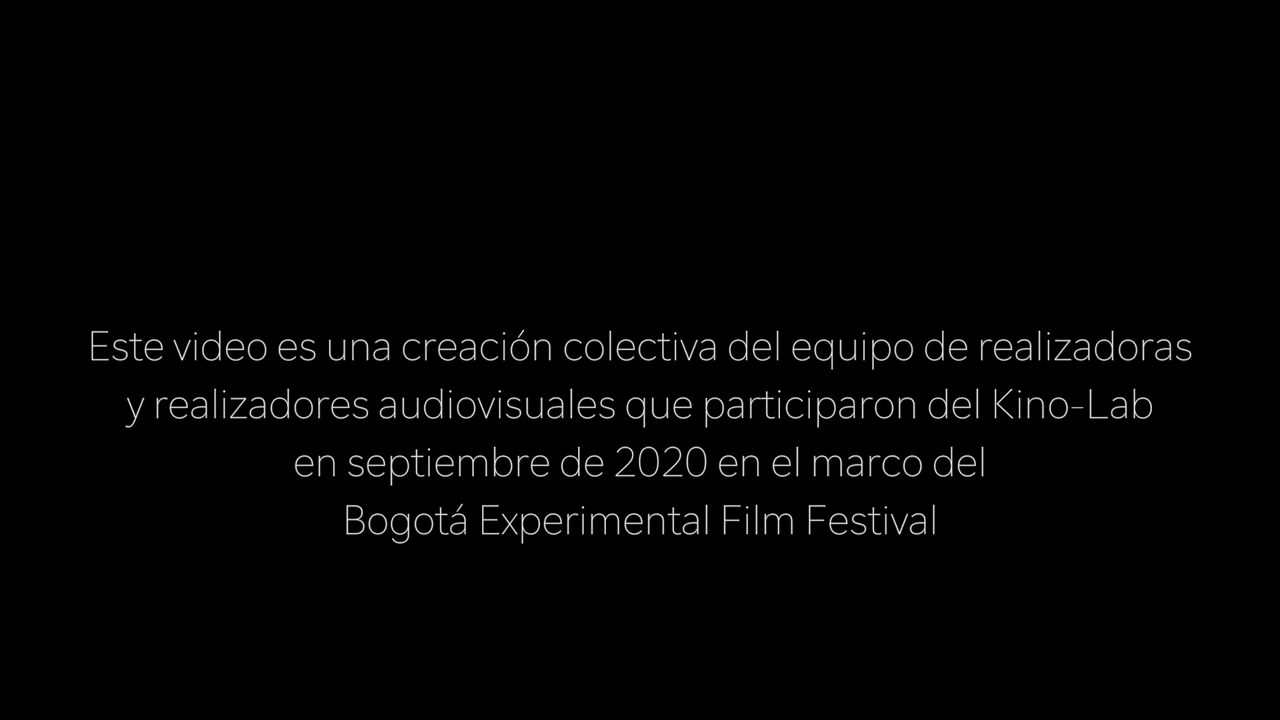 Este video es una creación colectiva del equipo de realizadoras
y realizadores audiovisuales que participaron del Kino-Lab
en septiembre de 2020 en el marco del
Bogotá Experimental Film Festival